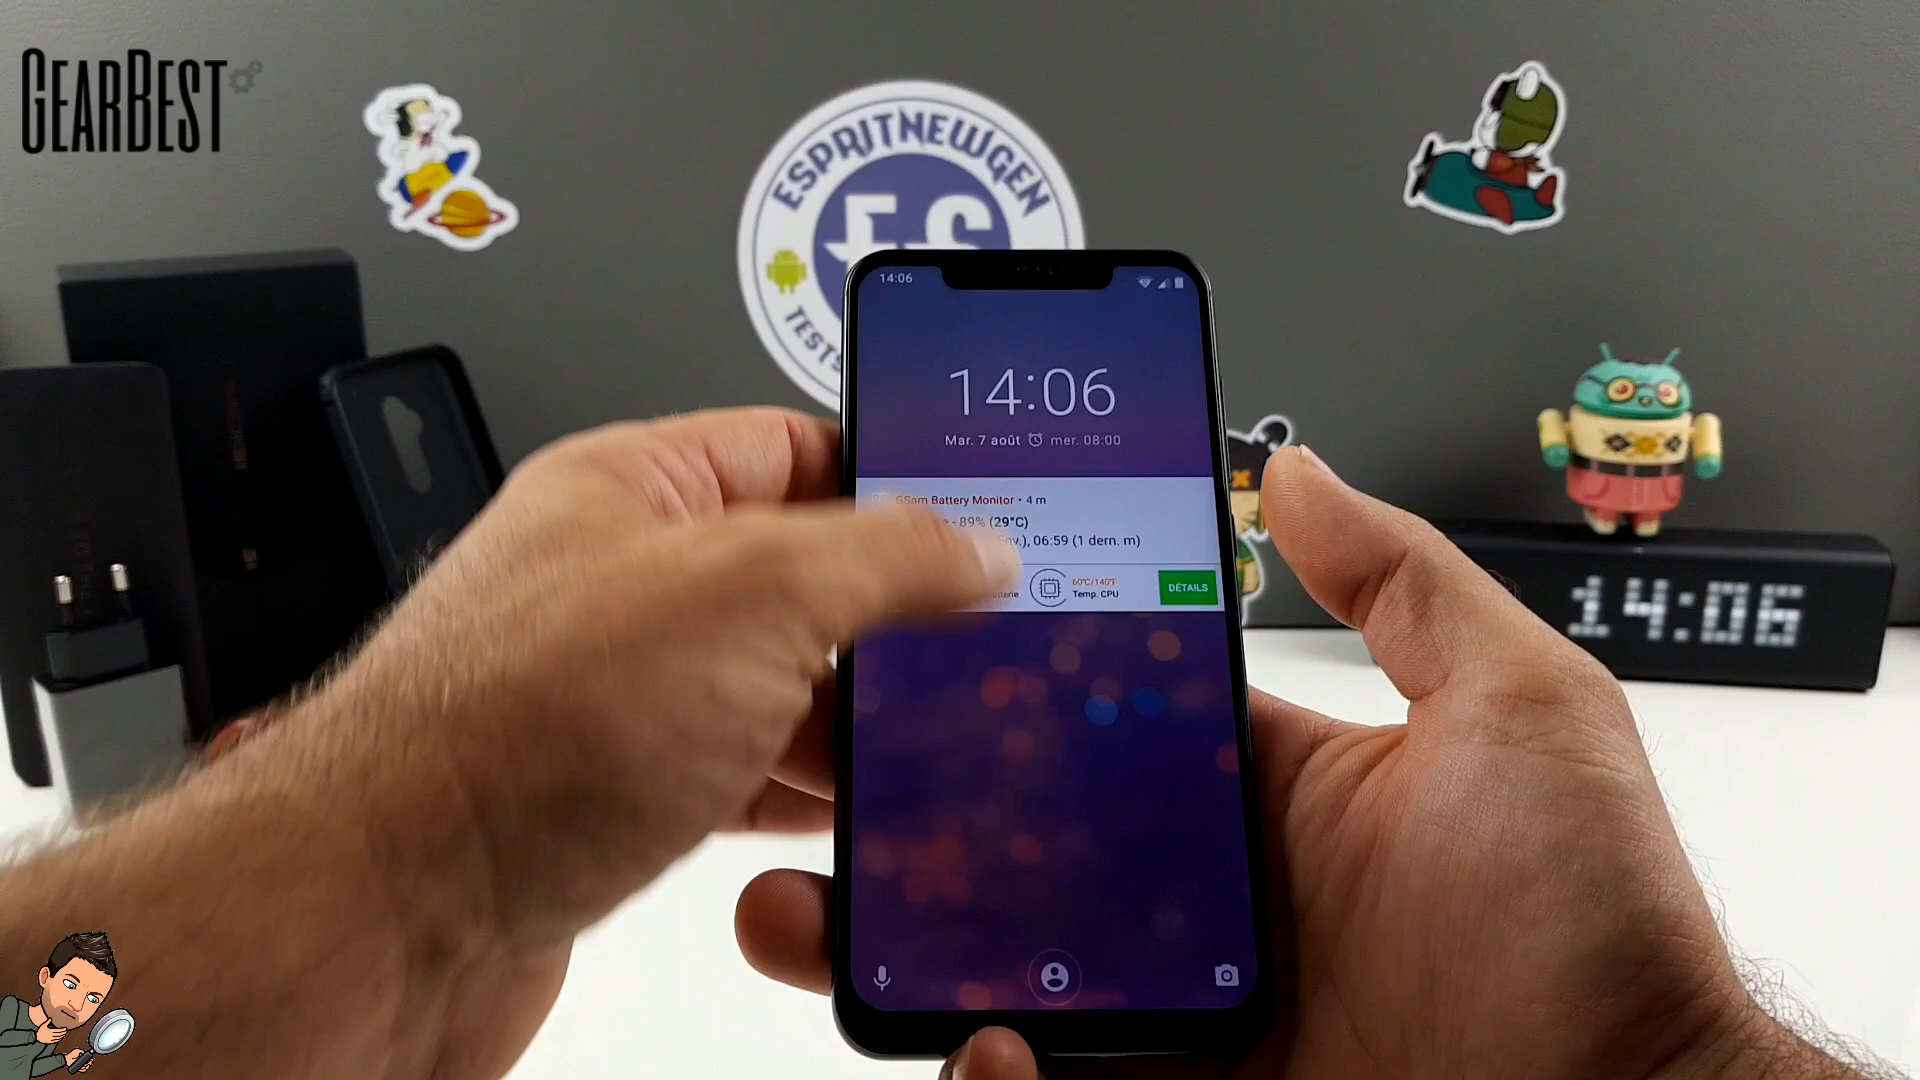 GEARBEST
ESPRITNEWGEN
TESTS
14:06
14:06
Mar. 7 août mer. 08:00
GSam Battery Monitor • 4 m
- 89% (29°C)
06:59 (1 dern. m)
60°C/140°F
Temp. CPU
DÉTAILS
14:06